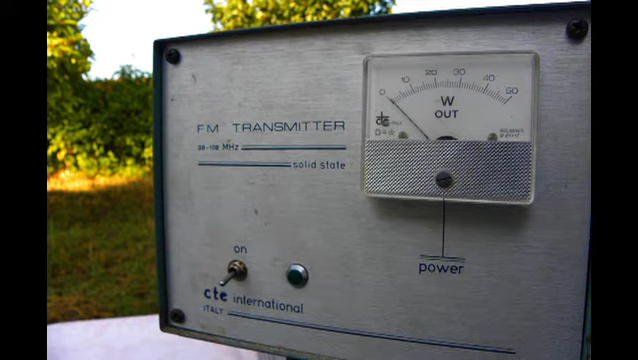 0 10 20 30 40 50
W
OUT
FM TRANSMITTER
88-108 MHz
solid state
on
power
cte international
ITALY